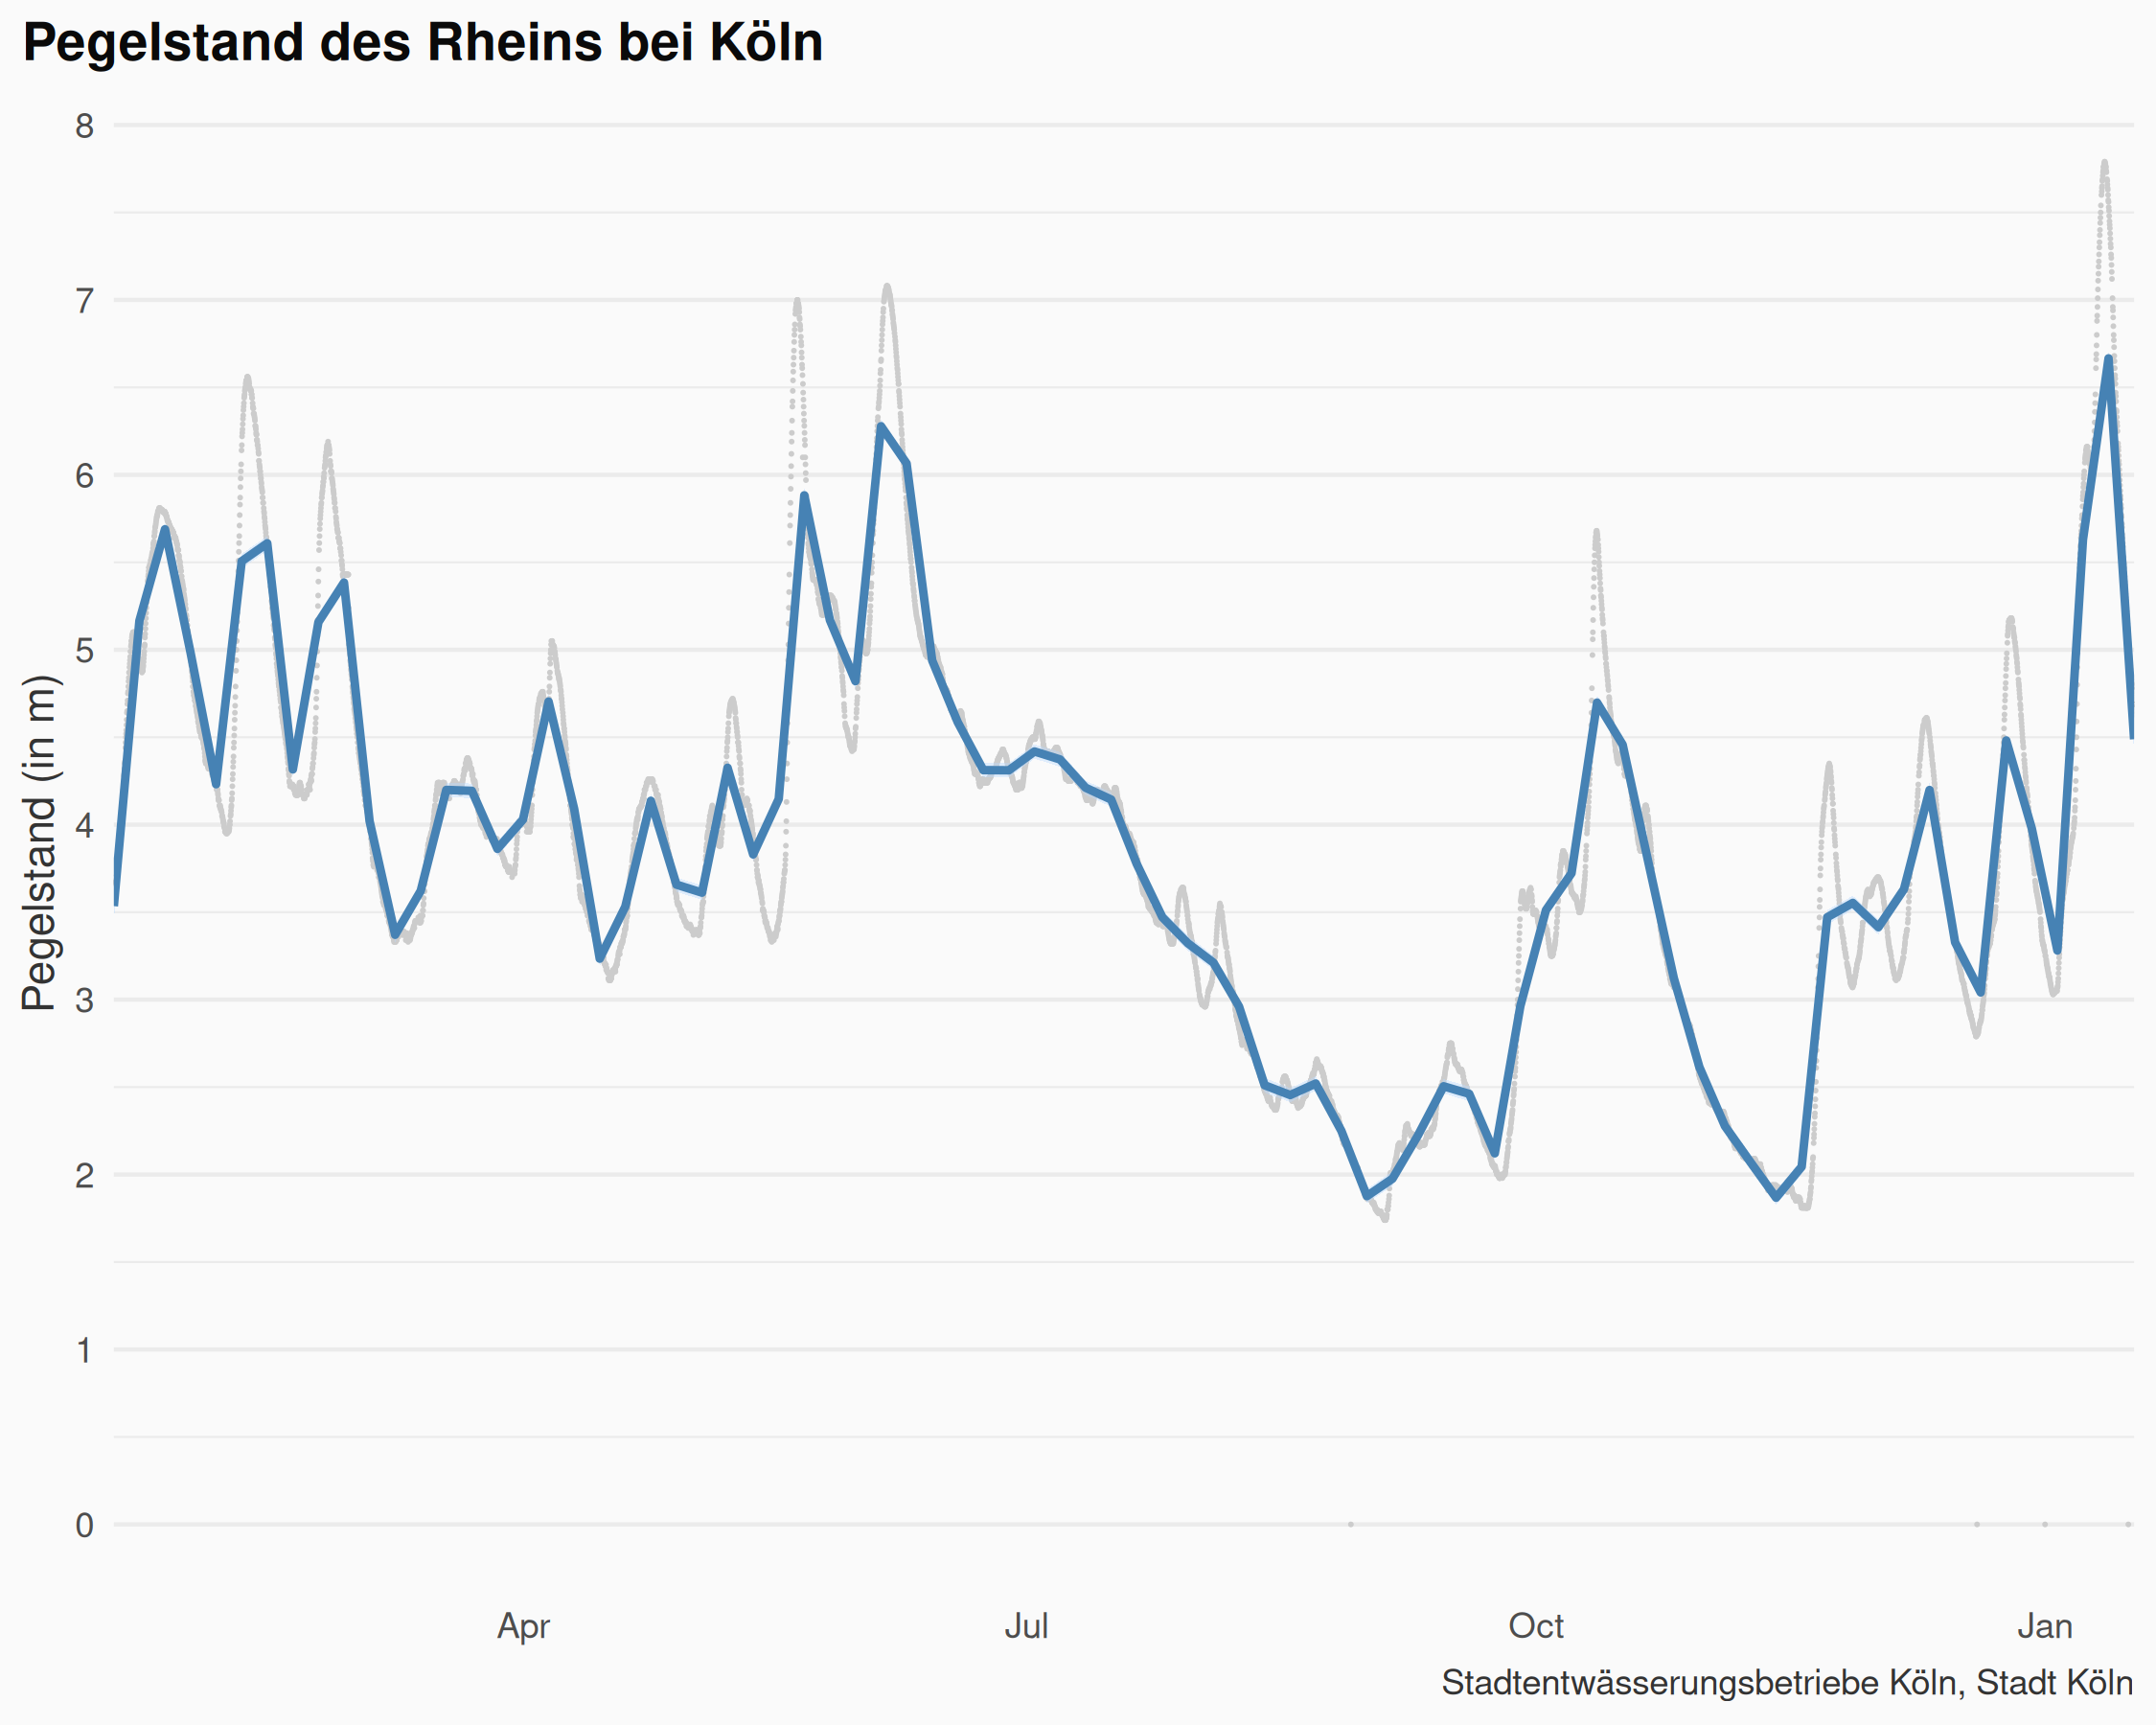 Pegelstand des Rheins bei Köln
Pegelstand (in m)
8
7
6
5
4
3
2
1
0
Apr Jul Oct Jan
Stadtentwässerungsbetriebe Köln, Stadt Köln